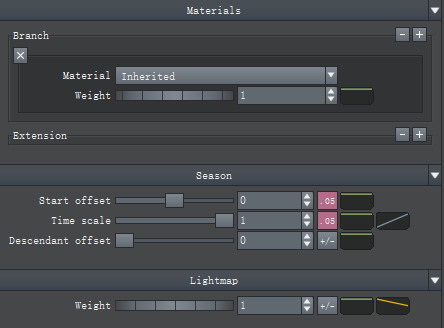 Materials
Branch - +
×
Material Inherited
Weight 1
Extension - +
Season
Start offset 0 .05
Time scale 1 .05
Descendant offset 0 +/-
Lightmap
Weight 1 +/-